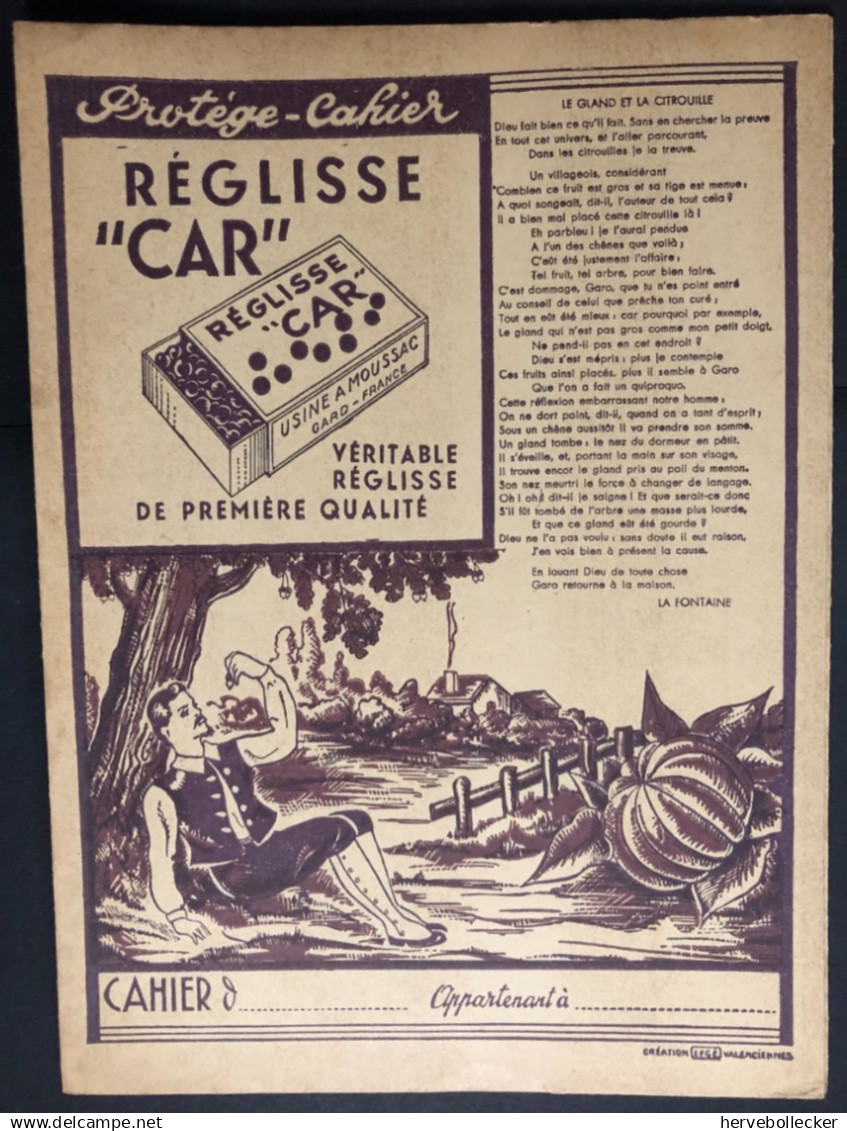 Protège-Cahier
RÉGLISSE
"CAR"
RÉGLISSE
"CAR"
USINE A MOUSSAC
GARD - FRANCE
VÉRITABLE
RÉGLISSE
DE PREMIÈRE QUALITÉ
LE GLAND ET LA CITROUILLE
Dieu fait bien ce qu'il fait. Sans en chercher la preuve
En tout cet univers, et l'aller parcourant,
Dans les citrouilles je la treuve.
Un villageois, considérant
"Combien ce fruit est gros et sa tige est menue :
A quoi songeait, dit-il, l'auteur de tout cela ?
Il a bien mal placé cette citrouille là !
Eh parbleu ! je l'aurai pendue
A l'un des chênes que voilà ;
C'eût été justement l'affaire ;
Tel fruit, tel arbre, pour bien faire.
C'est dommage, Garo, que tu n'es point entré
Au conseil de celui que prêche ton curé ;
Tout en eût été mieux : car pourquoi par exemple,
Le gland qui n'est pas gros comme mon petit doigt,
Ne pend-il pas en cet endroit ?
Dieu s'est mépris : plus je contemple
Ces fruits ainsi placés, plus il semble à Garo
Que l'on a fait un quiproquo.
Cette réflexion embarrassant notre homme :
On ne dort point, dit-il, quand on a tant d'esprit ;
Sous un chêne aussitôt il va prendre son somme.
Un gland tombe : le nez du dormeur en pâtit.
Il s'éveille, et, portant la main sur son visage,
Il trouve encor le gland pris au poil du menton.
Son nez meurtri le force à changer de langage.
Oh ! oh ! dit-il je saigne ! Et que serait-ce donc
S'il fût tombé de l'arbre une masse plus lourde,
Et que ce gland eût été gourde ?
Dieu ne l'a pas voulu : sans doute il eut raison,
J'en vois bien à présent la cause.
En louant Dieu de toute chose
Garo retourne à la maison.
LA FONTAINE
CAHIER d.................... Appartenant à ....................
CRÉATION LEGÉ VALENCIENNES
hervebollecker